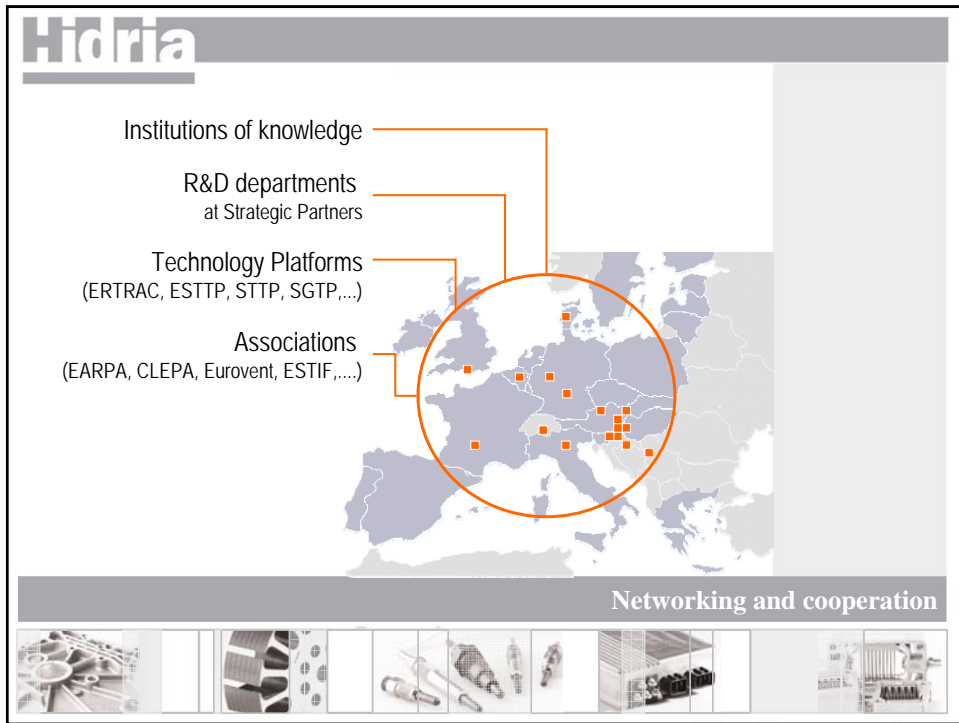 Hidria
Institutions of knowledge
R&D departments
at Strategic Partners
Technology Platforms
(ERTRAC, ESTTP, STTP, SGTP,...)
Associations
(EARPA, CLEPA, Eurovent, ESTIF,....)
Networking and cooperation